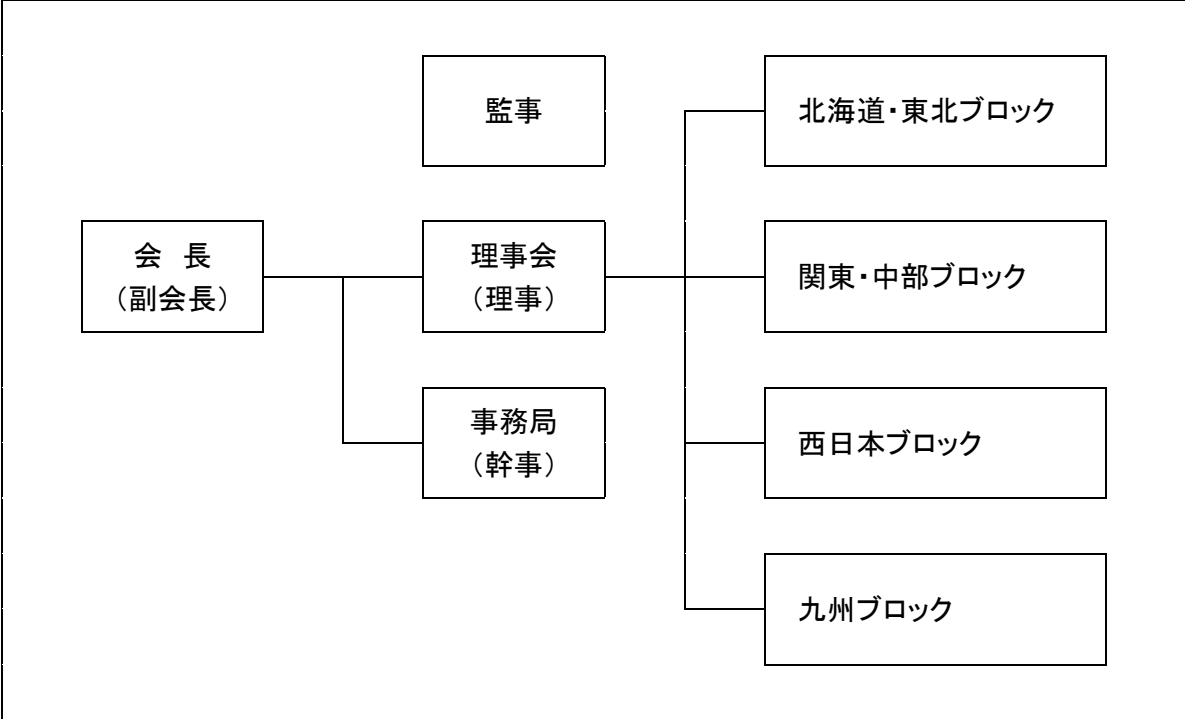 監事
北海道・東北ブロック
会　長
（副会長）
理事会
（理事）
関東・中部ブロック
事務局
（幹事）
西日本ブロック
九州ブロック